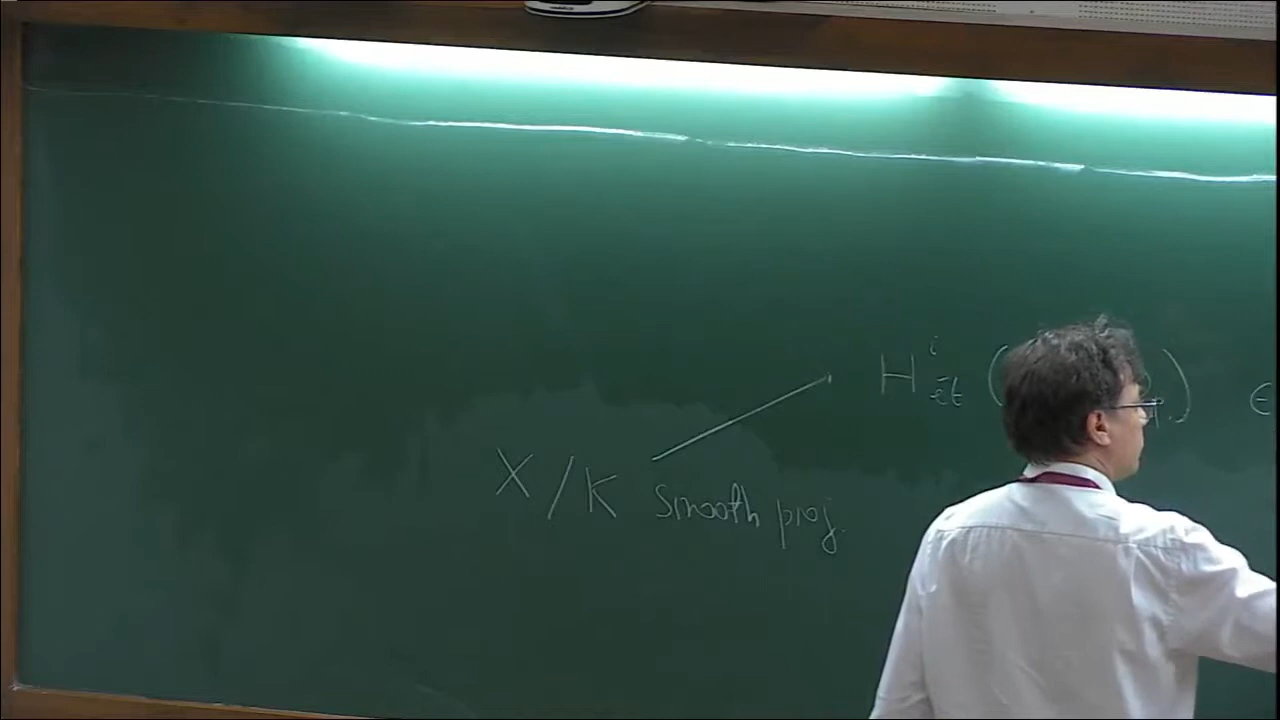 H^i_ét ( ) ∈
X/K smooth proj.